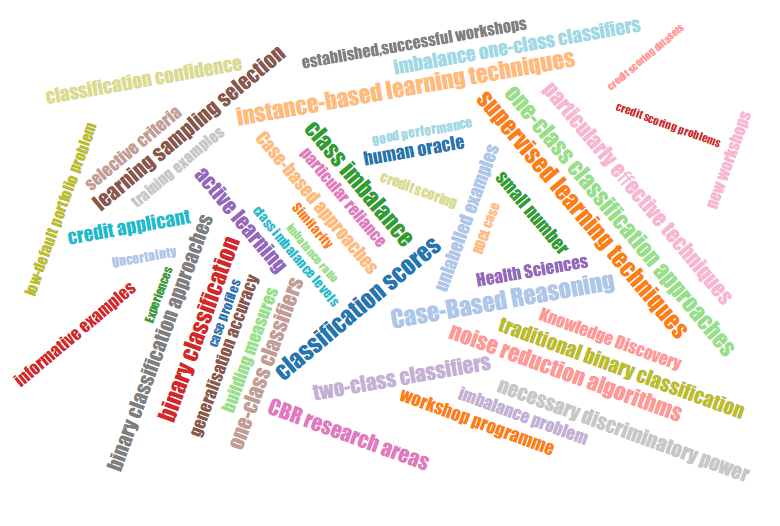 established,successful workshops
imbalance one-class classifiers
credit scoring datasets
classification confidence
learning sampling selection
instance-based learning techniques
selective criteria
training examples
low-default portfolio problem
good performance
human oracle
class imbalance
particular reliance
case-based approaches
credit scoring
supervised learning techniques
one-class classification approaches
particularly effective techniques
credit scoring problems
new workshops
active learning
credit applicant
Uncertainty
Experiences
informative examples
binary classification approaches
binary classification
case profiles
generalisation accuracy
building measures
one-class classifiers
class imbalance levels
imbalance ratio
Similarity
classification scores
unlabelled examples
small number
Health Sciences
Case-Based Reasoning
Knowledge Discovery
traditional binary classification
noise reduction algorithms
two-class classifiers
necessary discriminatory power
imbalance problem
workshop programme
CBR research areas